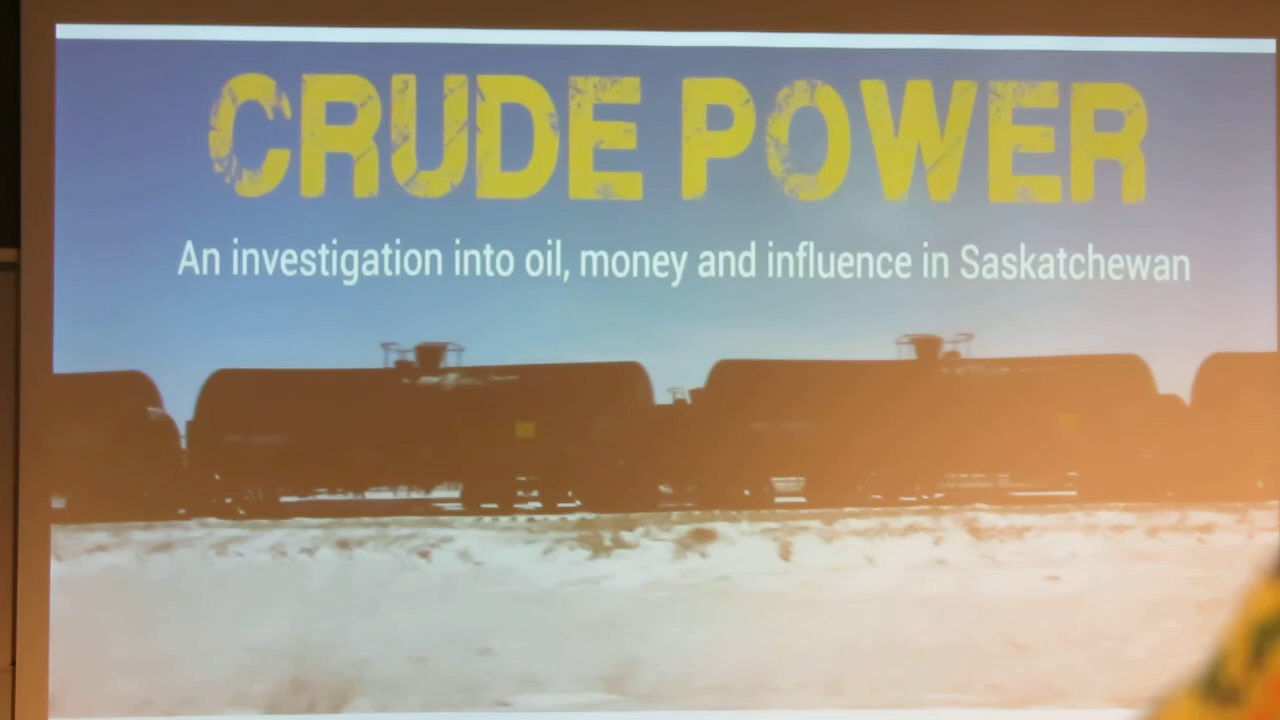 CRUDE POWER
An investigation into oil, money and influence in Saskatchewan